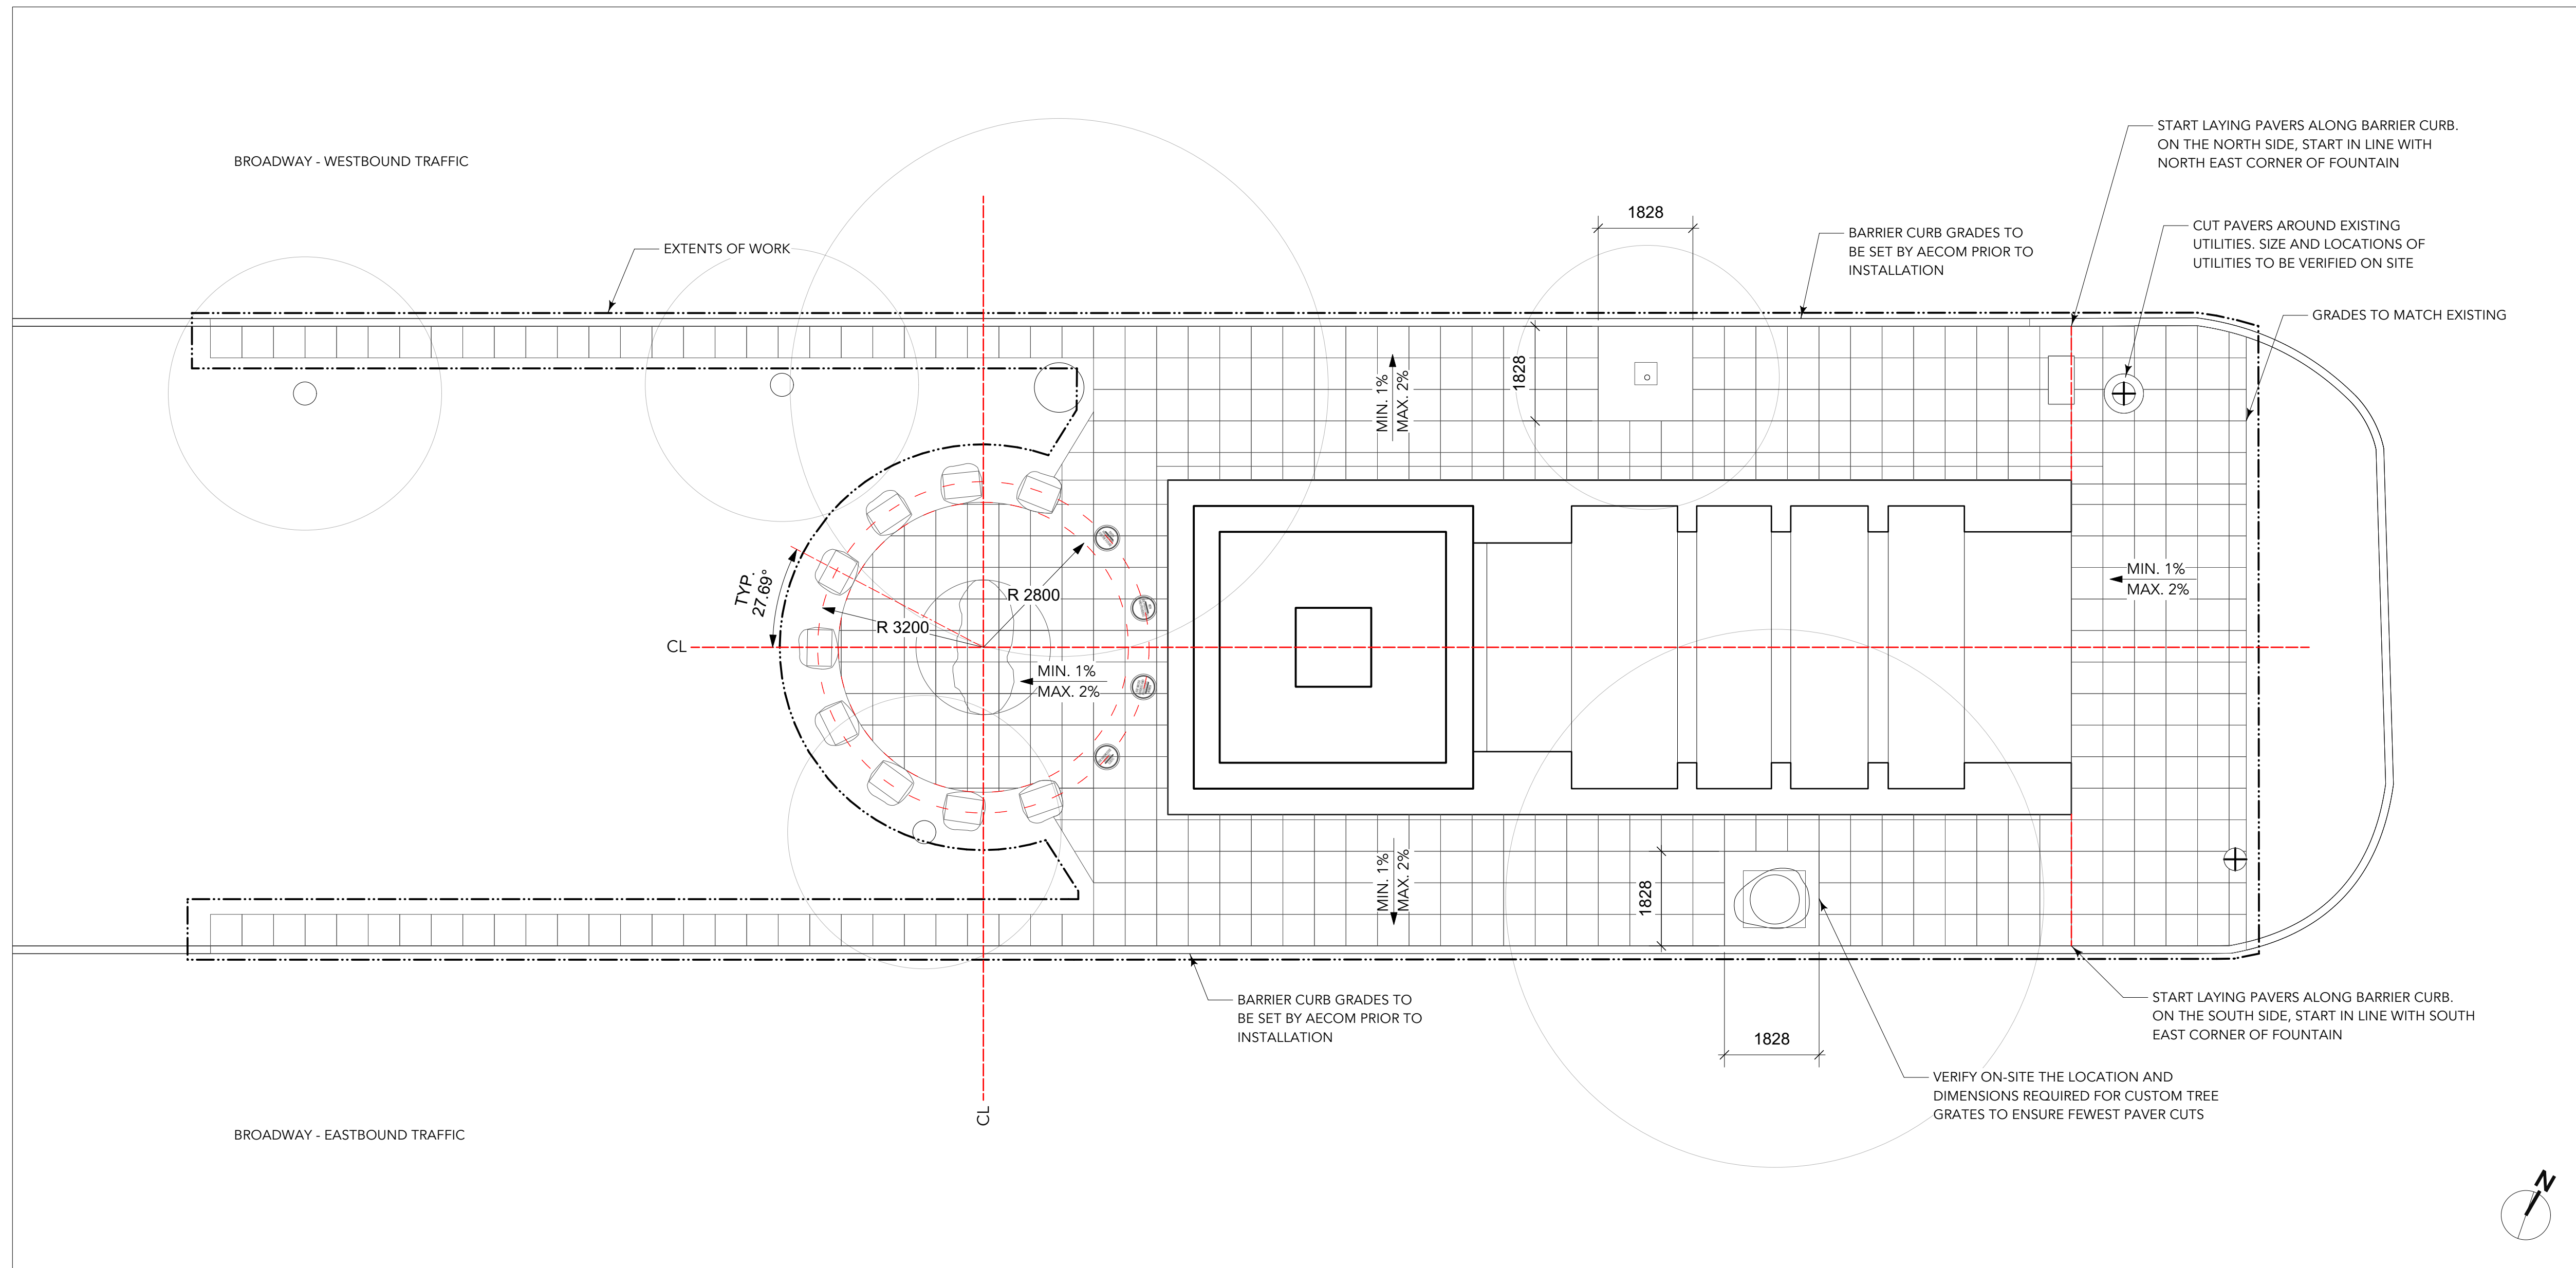 BROADWAY - WESTBOUND TRAFFIC
START LAYING PAVERS ALONG BARRIER CURB.
ON THE NORTH SIDE, START IN LINE WITH
NORTH EAST CORNER OF FOUNTAIN
EXTENTS OF WORK
1828
BARRIER CURB GRADES TO
BE SET BY AECOM PRIOR TO
INSTALLATION
CUT PAVERS AROUND EXISTING
UTILITIES. SIZE AND LOCATIONS OF
UTILITIES TO BE VERIFIED ON SITE
GRADES TO MATCH EXISTING
1828
MIN. 1%
MAX. 2%
TYP.
27.69°
R 2800
R 3200
CL
MIN. 1%
MAX. 2%
MIN. 1%
MAX. 2%
MIN. 1%
MAX. 2%
1828
BARRIER CURB GRADES TO
BE SET BY AECOM PRIOR TO
INSTALLATION
1828
START LAYING PAVERS ALONG BARRIER CURB.
ON THE SOUTH SIDE, START IN LINE WITH SOUTH
EAST CORNER OF FOUNTAIN
VERIFY ON-SITE THE LOCATION AND
DIMENSIONS REQUIRED FOR CUSTOM TREE
GRATES TO ENSURE FEWEST PAVER CUTS
CL
BROADWAY - EASTBOUND TRAFFIC
N